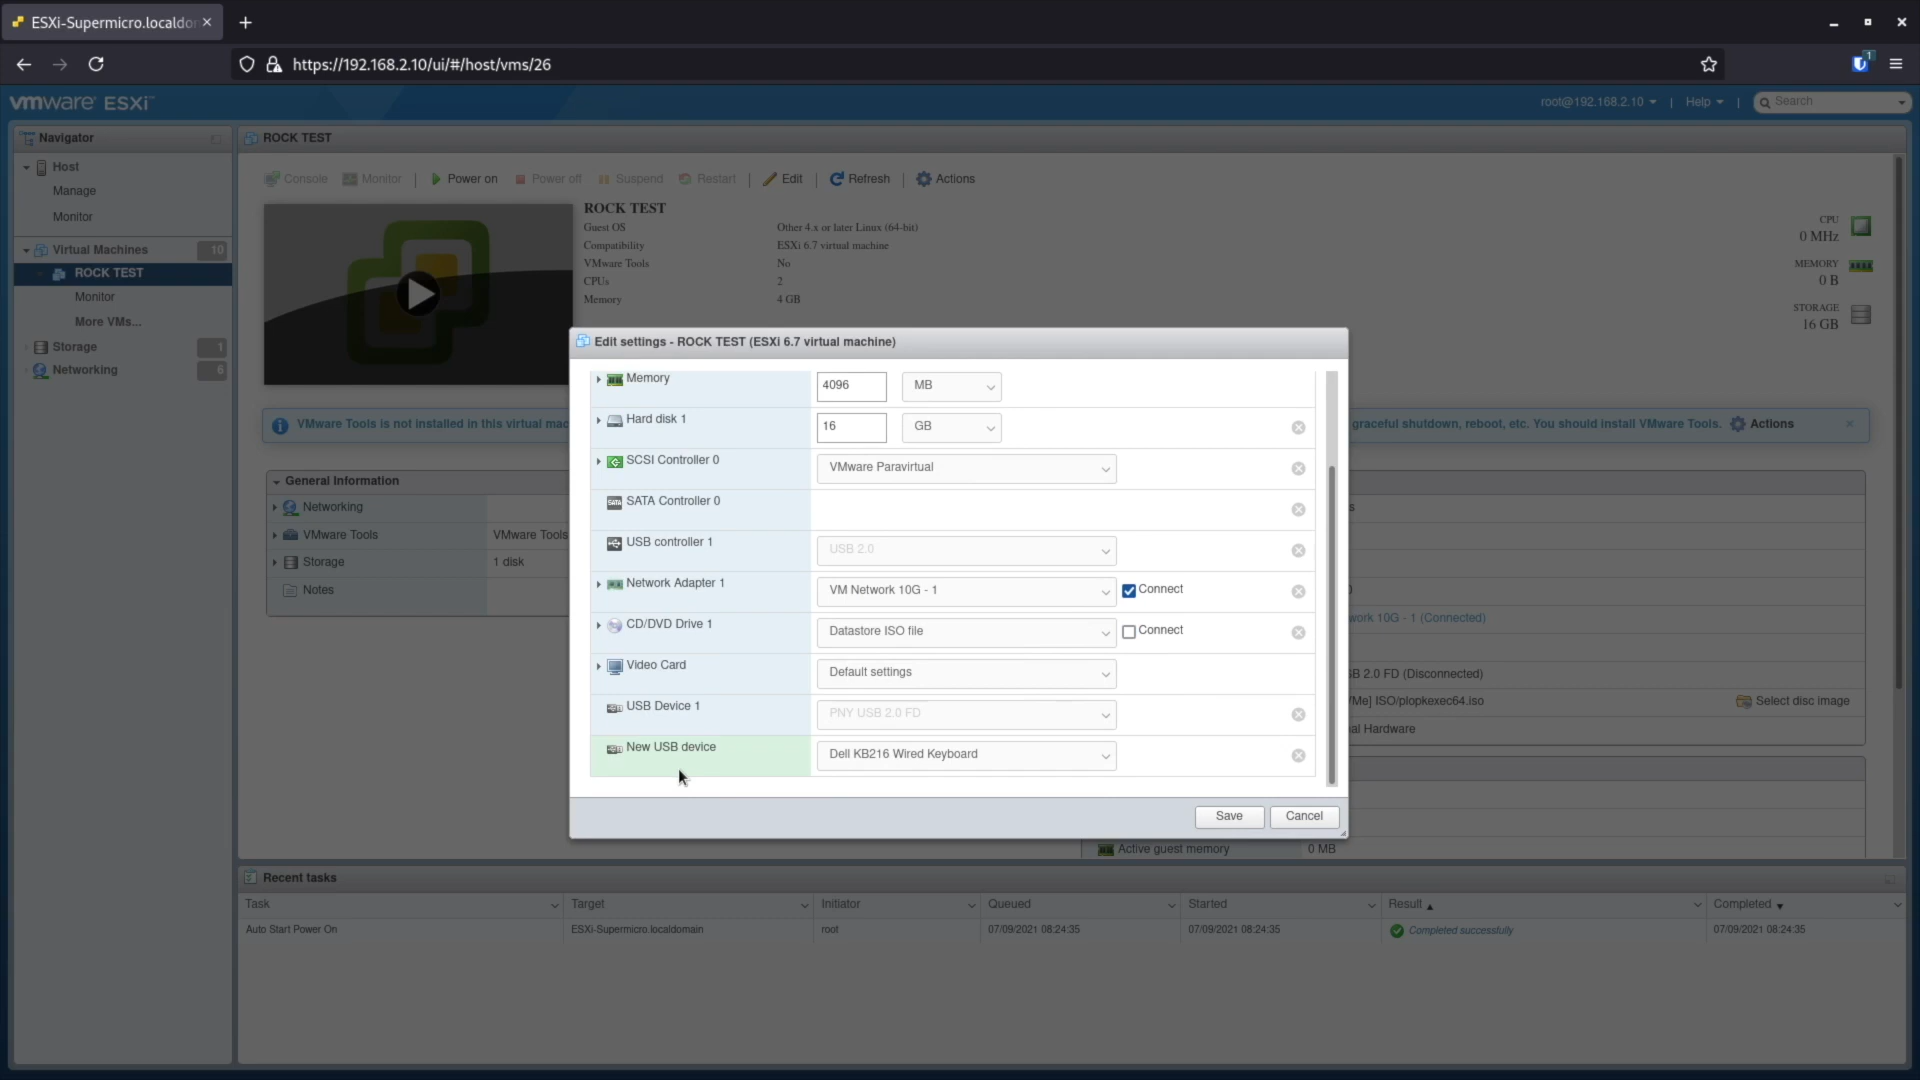 ESXi-Supermicro.localdo
1
https://192.168.2.10/ui/#/host/vms/26
vmware ESXi
root@192.168.2.10 | Help | Search
Navigator
Host
Manage
Monitor
Virtual Machines 10
ROCK TEST
Monitor
More VMs...
Storage 1
Networking 6
ROCK TEST
Console Monitor | Power on Power off Suspend Restart | Edit | Refresh | Actions
ROCK TEST
Guest OS Other 4.x or later Linux (64-bit)
Compatibility ESXi 6.7 virtual machine
VMware Tools No
CPUs 2
Memory 4 GB
CPU
0 MHz
MEMORY
0 B
STORAGE
16 GB
VMware Tools is not installed in this virtual mac
graceful shutdown, reboot, etc. You should install VMware Tools. Actions
General Information
Networking
VMware Tools VMware Tools
Storage 1 disk
Notes
Edit settings - ROCK TEST (ESXi 6.7 virtual machine)
Memory 4096 MB
Hard disk 1 16 GB
SCSI Controller 0 VMware Paravirtual
SATA
SATA Controller 0
USB controller 1 USB 2.0
Network Adapter 1 VM Network 10G - 1 Connect
CD/DVD Drive 1 Datastore ISO file Connect
Video Card Default settings
USB Device 1 PNY USB 2.0 FD
New USB device Dell KB216 Wired Keyboard
Save Cancel
work 10G - 1 (Connected)
SB 2.0 FD (Disconnected)
/Me] ISO/plopkexec64.iso Select disc image
al Hardware
Active guest memory 0 MB
Recent tasks
Task Target Initiator Queued Started Result Completed
Auto Start Power On ESXi-Supermicro.localdomain root 07/09/2021 08:24:35 07/09/2021 08:24:35 Completed successfully 07/09/2021 08:24:35